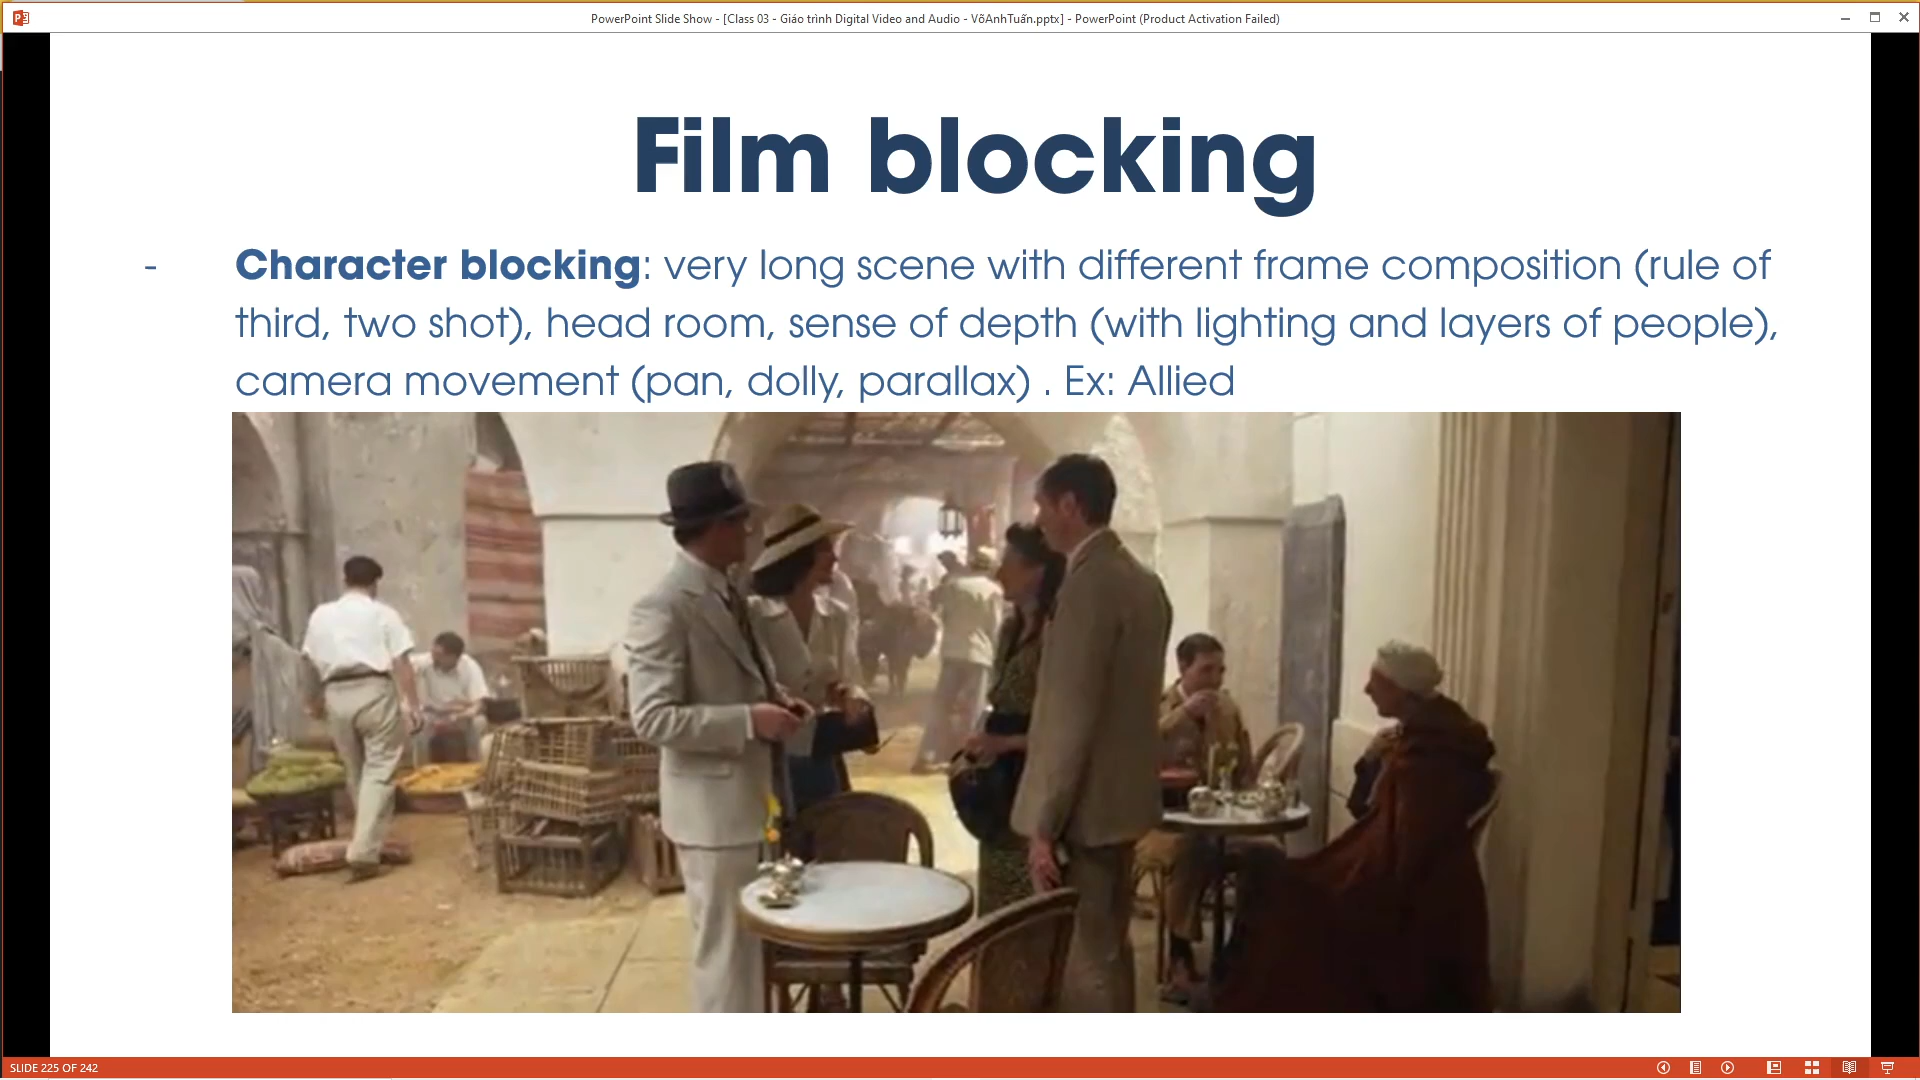 PowerPoint Slide Show - [Class 03 - Giáo trình Digital Video and Audio - VõAnhTuấn.pptx] - PowerPoint (Product Activation Failed)
Film blocking
- Character blocking: very long scene with different frame composition (rule of
third, two shot), head room, sense of depth (with lighting and layers of people),
camera movement (pan, dolly, parallax) . Ex: Allied
SLIDE 225 OF 242